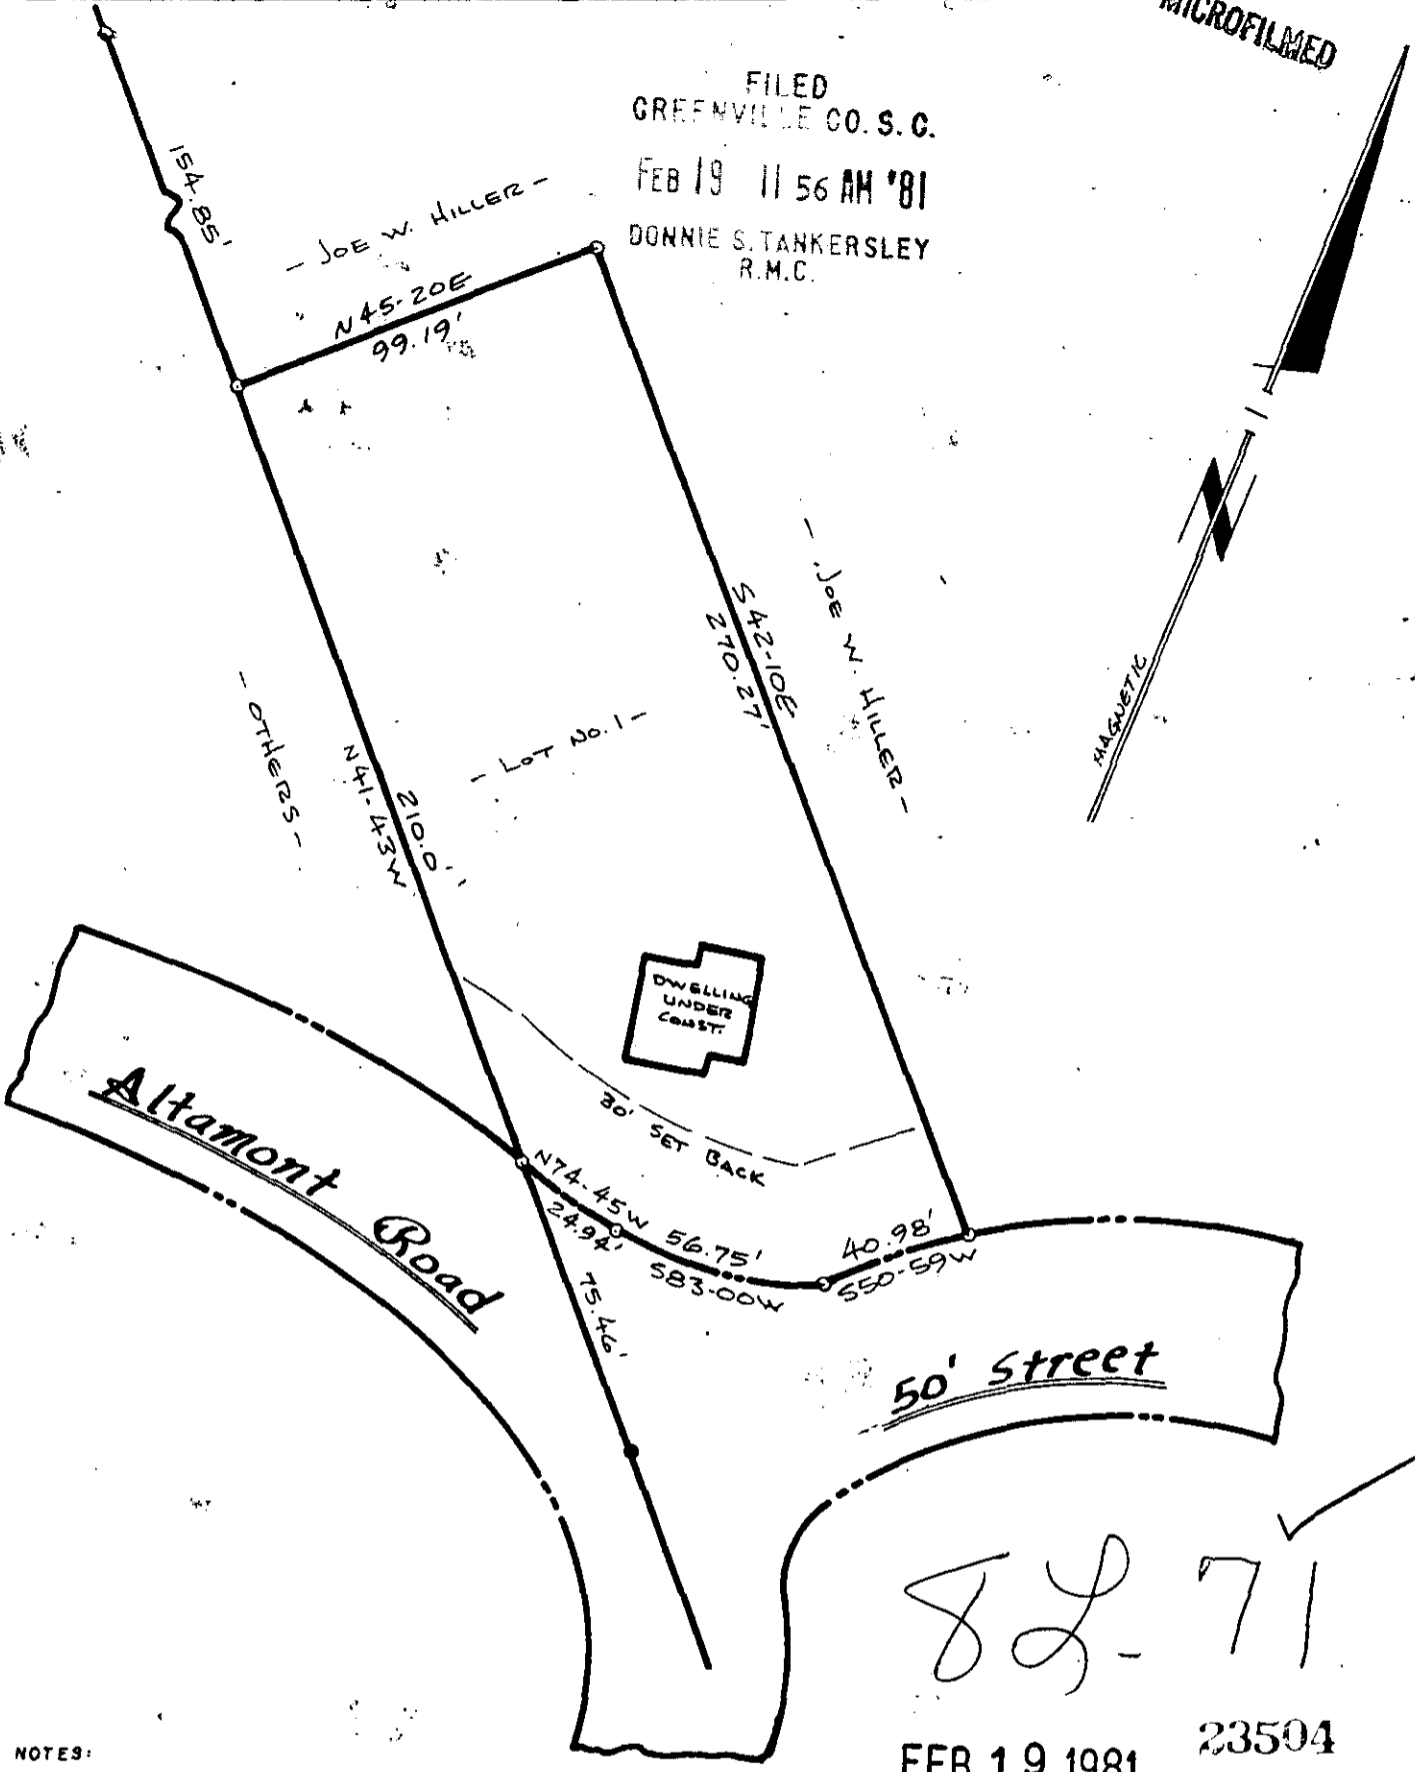 MICROFILMED
FILED
GREENVILLE CO. S. C.
FEB 19 11 56 AM '81
DONNIE S. TANKERSLEY
R.M.C.
154.85'
- JOE W. HILLER -
N45-20E
99.19'
S42-10E
270.27'
- JOE W. HILLER -
MAGNETIC
N
- OTHERS -
- LOT No. 1 -
210.0'
N41-43W
DWELLING
UNDER
CONST.
30' SET BACK
Altamont Road
N74-45W
24.94'
56.75'
S83-00W
40.98'
S50-59W
75.46'
50' Street
8L-71
23504
FEB 19 1981
NOTES: